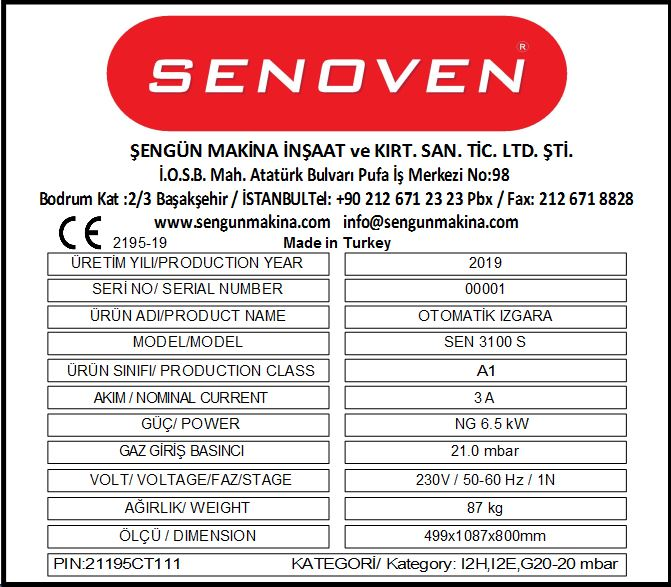 SENOVEN ®
ŞENGÜN MAKİNA İNŞAAT ve KIRT. SAN. TİC. LTD. ŞTİ.
İ.O.S.B. Mah. Atatürk Bulvarı Pufa İş Merkezi No:98
Bodrum Kat :2/3 Başakşehir / İSTANBULTel: +90 212 671 23 23 Pbx / Fax: 212 671 8828
www.sengunmakina.com info@sengunmakina.com
CE 2195-19 Made in Turkey
ÜRETİM YILI/PRODUCTION YEAR 2019
SERİ NO/ SERIAL NUMBER 00001
ÜRÜN ADI/PRODUCT NAME OTOMATİK IZGARA
MODEL/MODEL SEN 3100 S
ÜRÜN SINIFI/ PRODUCTION CLASS A1
AKIM / NOMINAL CURRENT 3 A
GÜÇ/ POWER NG 6.5 kW
GAZ GİRİŞ BASINCI 21.0 mbar
VOLT/ VOLTAGE/FAZ/STAGE 230V / 50-60 Hz / 1N
AĞIRLIK/ WEIGHT 87 kg
ÖLÇÜ / DIMENSION 499x1087x800mm
PIN:21195CT111 KATEGORİ/ Kategory: I2H,I2E,G20-20 mbar